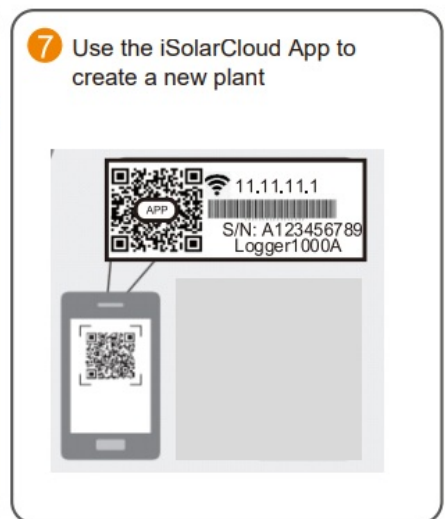 7 Use the iSolarCloud App to
create a new plant
11.11.11.1
APP
S/N: A123456789
Logger1000A